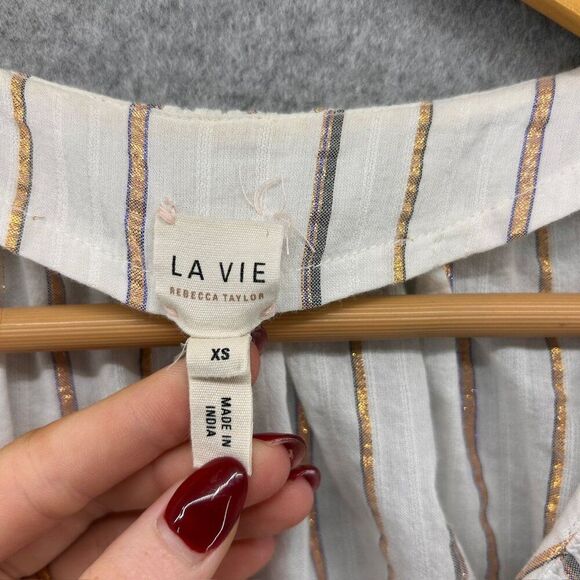 LA VIE
REBECCA TAYLOR
XS
MADE IN
INDIA